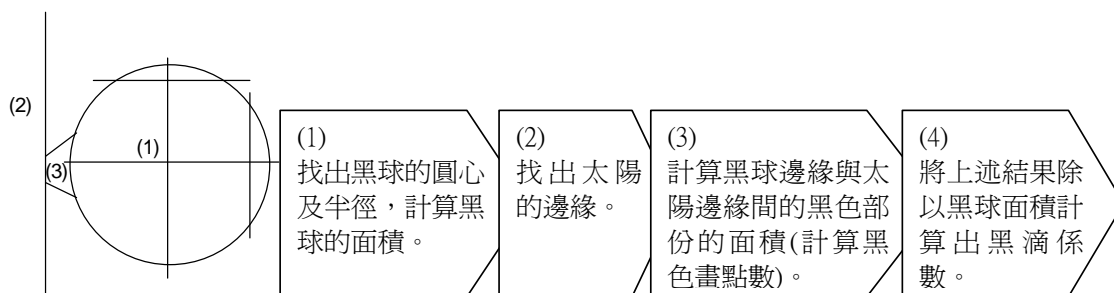 (2)
(1)
(3)
(1)
找出黑球的圓心
及半徑，計算黑
球的面積。
(2)
找出太陽
的邊緣。
(3)
計算黑球邊緣與太
陽邊緣間的黑色部
份的面積(計算黑
色畫點數)。
(4)
將上述結果除
以黑球面積計
算出黑滴係
數。